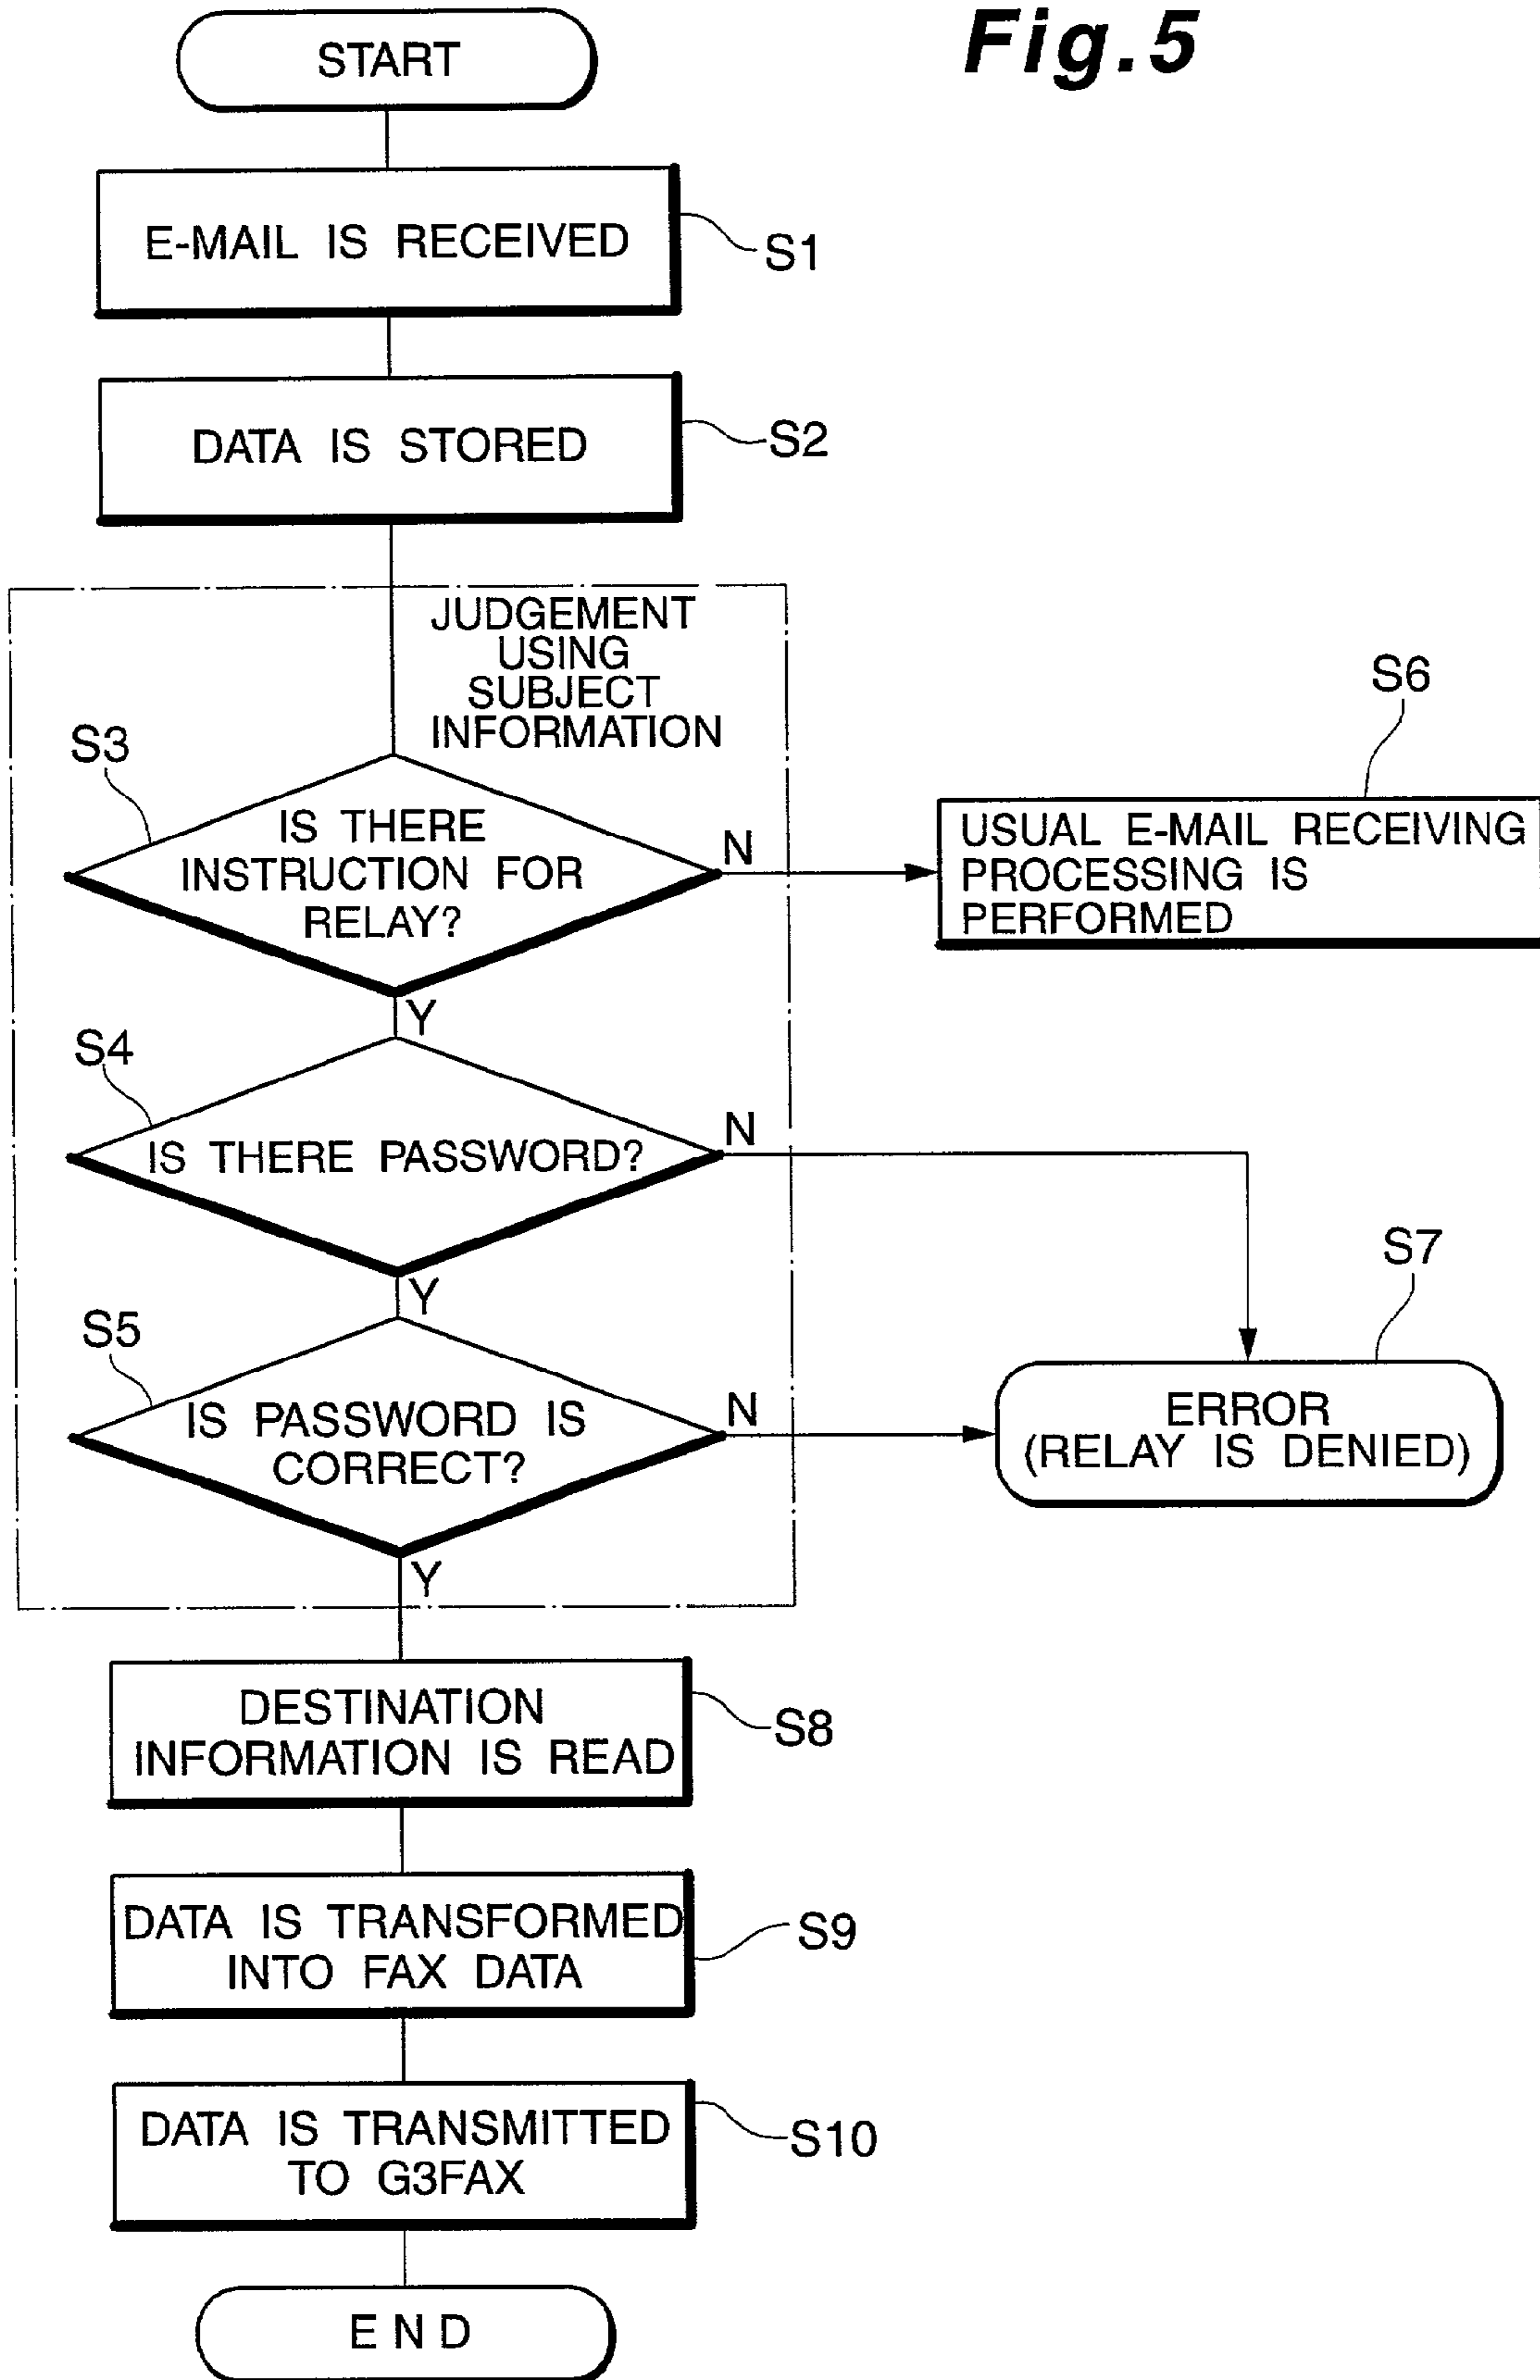 Fig.5
START
E-MAIL IS RECEIVED
S1
DATA IS STORED
S2
JUDGEMENT
USING
SUBJECT
INFORMATION
S3
IS THERE
INSTRUCTION FOR
RELAY?
N
Y
S6
USUAL E-MAIL RECEIVING
PROCESSING IS
PERFORMED
S4
IS THERE PASSWORD?
N
Y
S5
IS PASSWORD IS
CORRECT?
N
Y
S7
ERROR
(RELAY IS DENIED)
DESTINATION
INFORMATION IS READ
S8
DATA IS TRANSFORMED
INTO FAX DATA
S9
DATA IS TRANSMITTED
TO G3FAX
S10
END